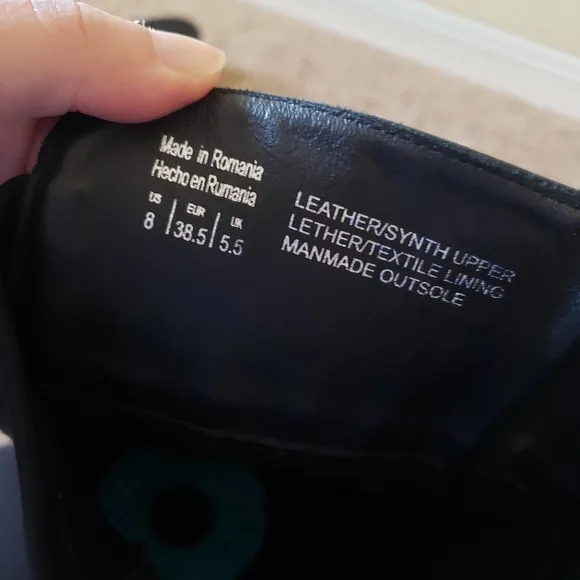 Made in Romania
Hecho en Rumania
US EUR UK
8 | 38.5 | 5.5
LEATHER/SYNTH UPPER
LETHER/TEXTILE LINING
MANMADE OUTSOLE